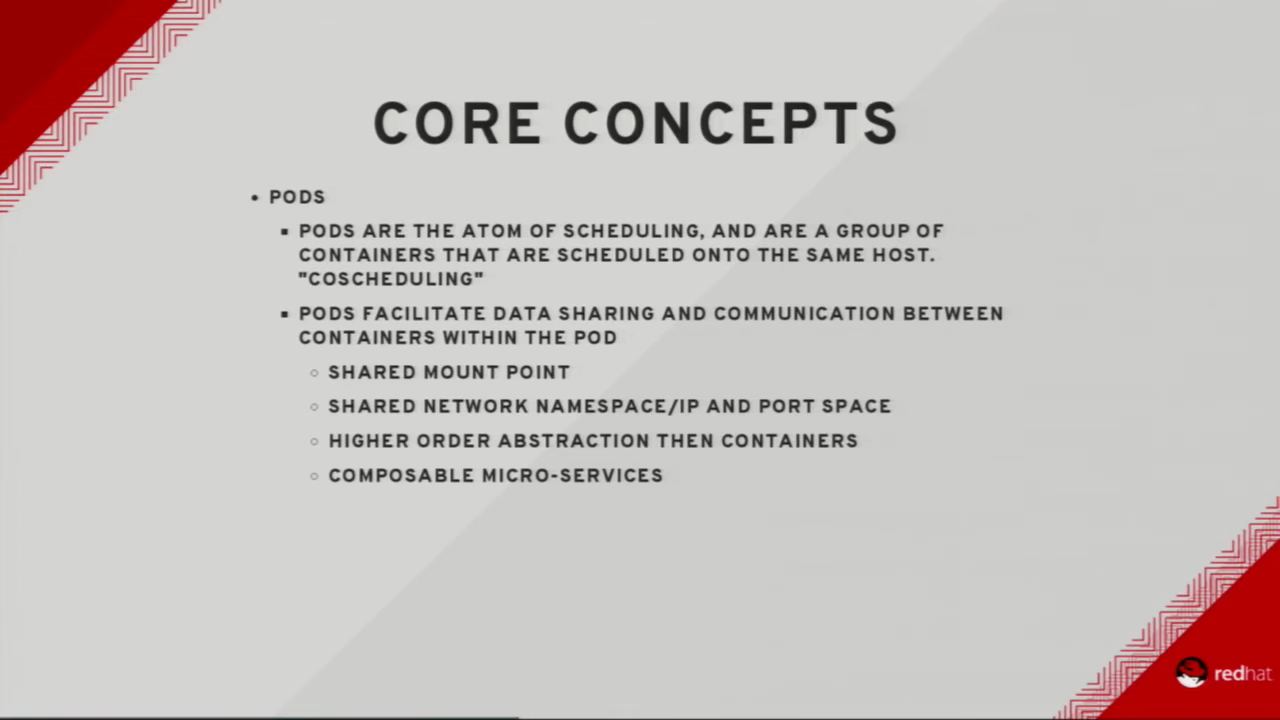 CORE CONCEPTS
• PODS
▪ PODS ARE THE ATOM OF SCHEDULING, AND ARE A GROUP OF
CONTAINERS THAT ARE SCHEDULED ONTO THE SAME HOST.
"COSCHEDULING"
▪ PODS FACILITATE DATA SHARING AND COMMUNICATION BETWEEN
CONTAINERS WITHIN THE POD
○ SHARED MOUNT POINT
○ SHARED NETWORK NAMESPACE/IP AND PORT SPACE
○ HIGHER ORDER ABSTRACTION THEN CONTAINERS
○ COMPOSABLE MICRO-SERVICES
redhat